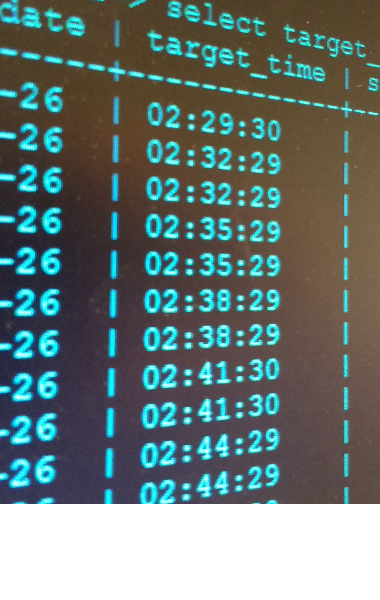 select target_
date | target_time | s
-----+-------------+--
-26 | 02:29:30 |
-26 | 02:32:29 |
-26 | 02:32:29 |
-26 | 02:35:29 |
-26 | 02:35:29 |
-26 | 02:38:29 |
-26 | 02:38:29 |
-26 | 02:41:30 |
-26 | 02:41:30 |
-26 | 02:44:29 |
-26 | 02:44:29 |